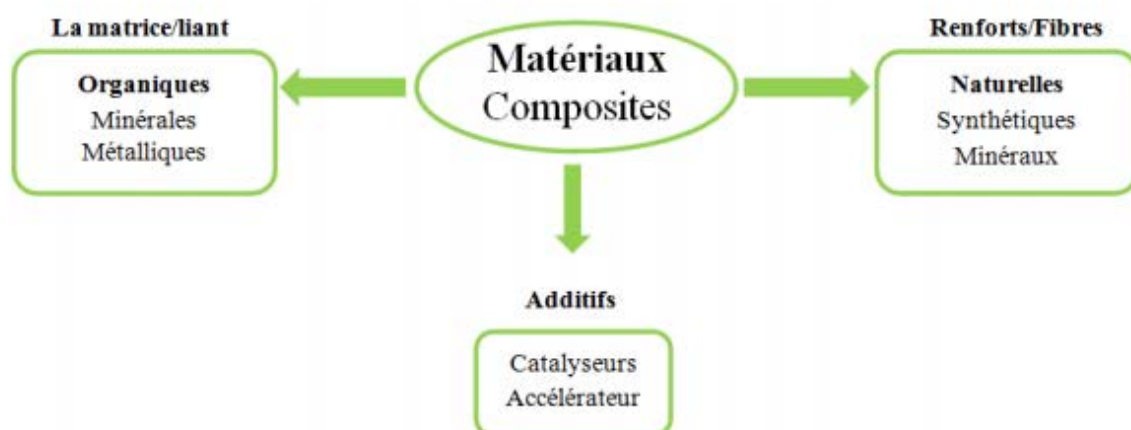 La matrice/liant
Organiques
Minérales
Métalliques
Matériaux
Composites
Renforts/Fibres
Naturelles
Synthétiques
Minéraux
Additifs
Catalyseurs
Accélérateur